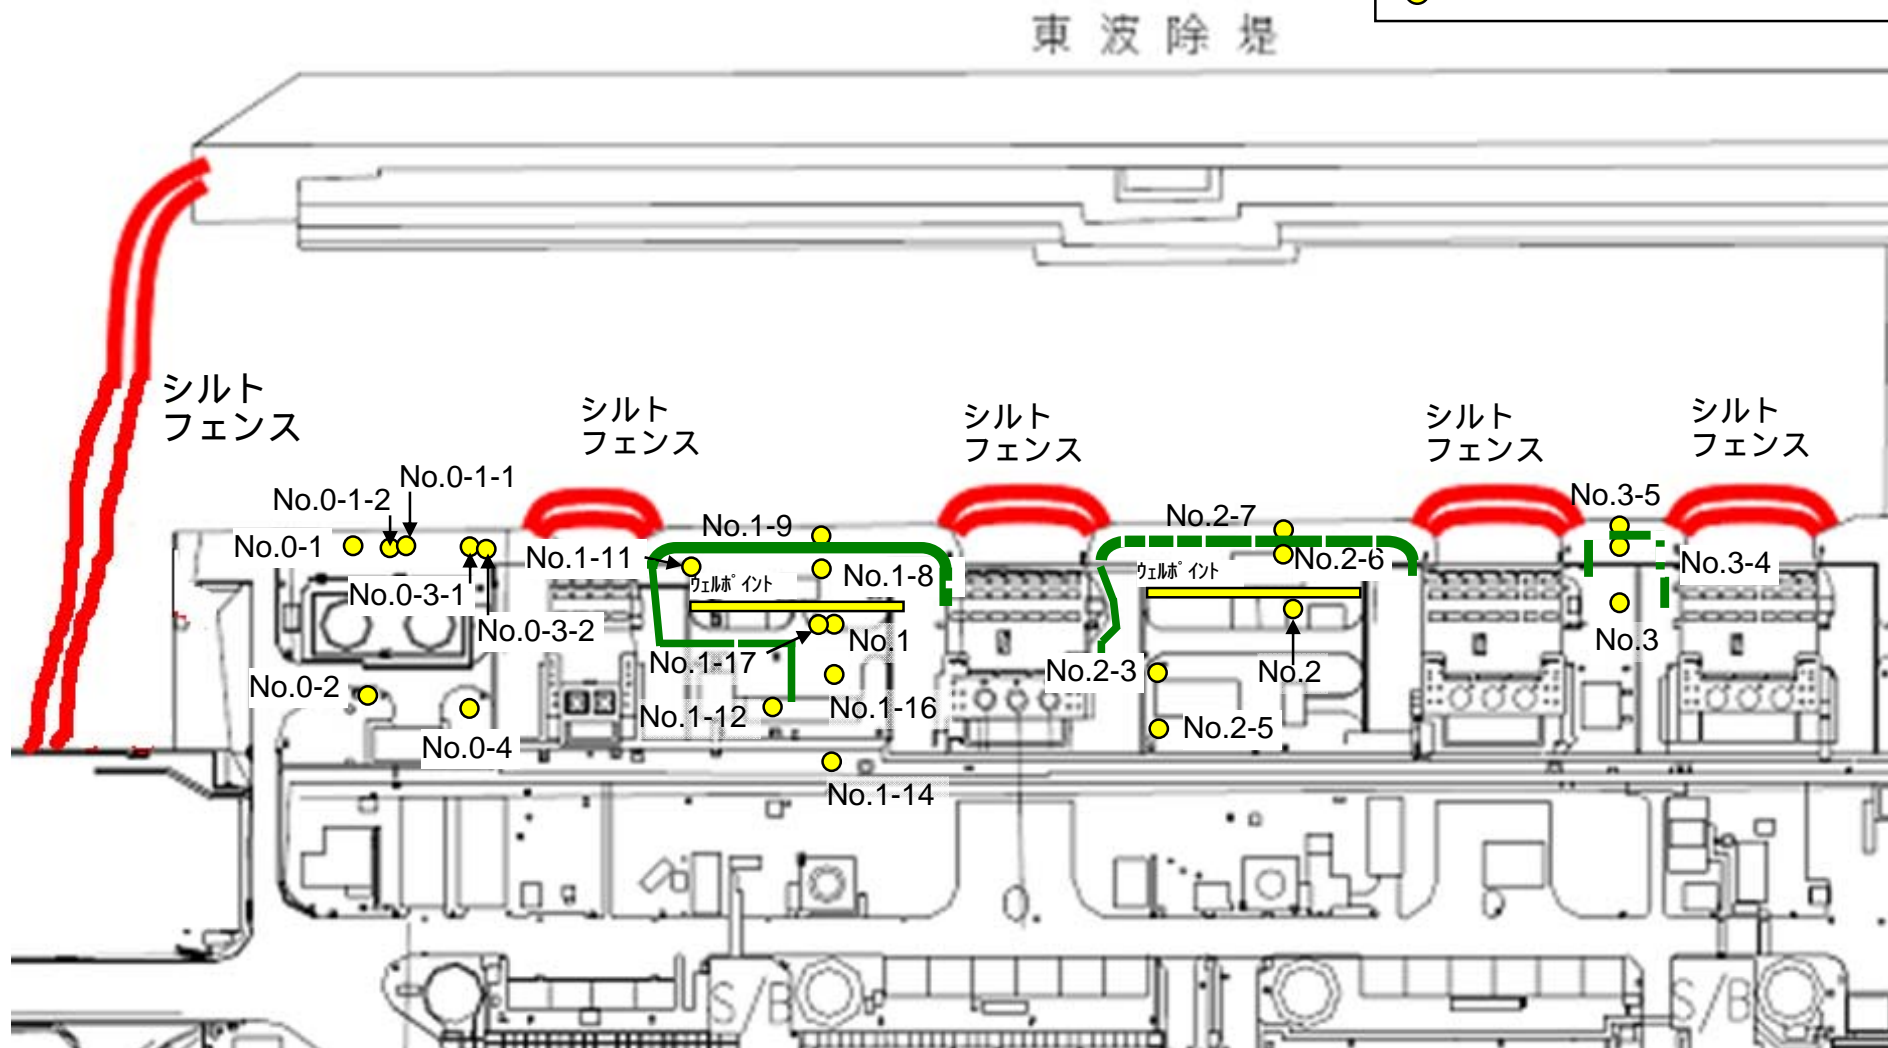 東波除堤
シルト
フェンス
シルト
フェンス
シルト
フェンス
シルト
フェンス
シルト
フェンス
No.0-1-1
No.0-1-2
No.0-1
No.0-3-1
No.0-3-2
No.0-2
No.0-4
No.1-9
No.1-11
ｳｪﾙﾎﾟｲﾝﾄ
No.1-8
No.1
No.1-17
No.1-16
No.1-12
No.1-14
No.2-7
No.2-6
ｳｪﾙﾎﾟｲﾝﾄ
No.2-3
No.2
No.2-5
No.3-5
No.3-4
No.3
S/B
S/B